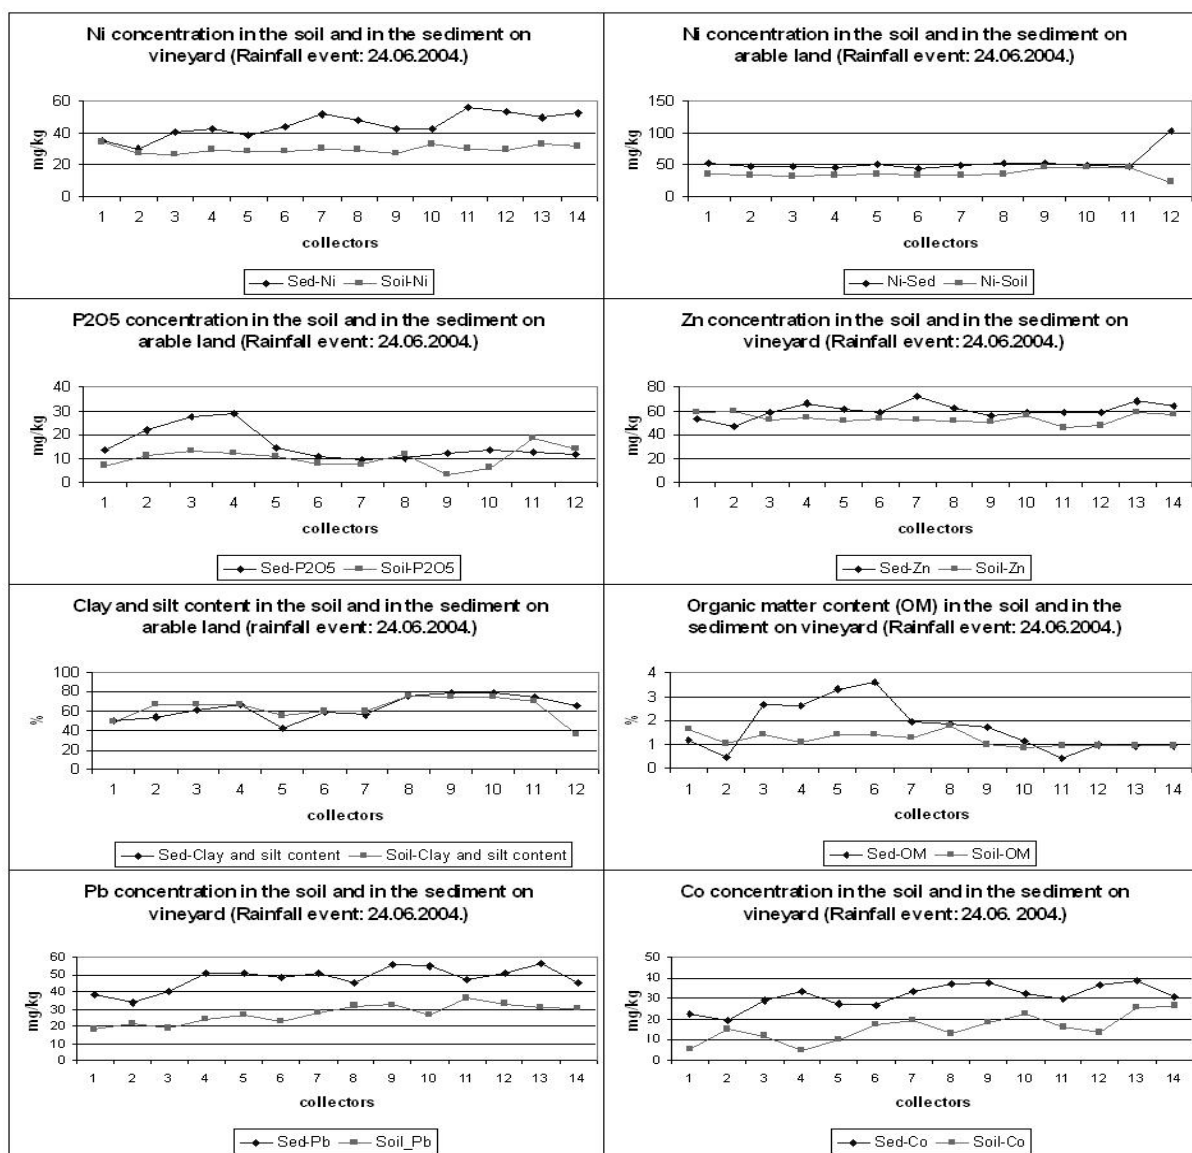 Ni concentration in the soil and in the sediment on
vineyard (Rainfall event: 24.06.2004.)
60
40
20
0
mg/kg
1 2 3 4 5 6 7 8 9 10 11 12 13 14
collectors
Sed-Ni Soil-Ni
Ni concentration in the soil and in the sediment on
arable land (Rainfall event: 24.06.2004.)
150
100
50
0
mg/kg
1 2 3 4 5 6 7 8 9 10 11 12
collectors
Ni-Sed Ni-Soil
P2O5 concentration in the soil and in the sediment on
arable land (Rainfall event: 24.06.2004.)
40
30
20
10
0
mg/kg
1 2 3 4 5 6 7 8 9 10 11 12
collectors
Sed-P2O5 Soil-P2O5
Zn concentration in the soil and in the sediment on
vineyard (Rainfall event: 24.06.2004.)
80
60
40
20
0
mg/kg
1 2 3 4 5 6 7 8 9 10 11 12 13 14
collectors
Sed-Zn Soil-Zn
Clay and silt content in the soil and in the sediment on
arable land (rainfall event: 24.06.2004.)
100
80
60
40
20
0
%
1 2 3 4 5 6 7 8 9 10 11 12
collectors
Sed-Clay and silt content Soil-Clay and silt content
Organic matter content (OM) in the soil and in the
sediment on vineyard (Rainfall event: 24.06.2004.)
4
3
2
1
0
%
1 2 3 4 5 6 7 8 9 10 11 12 13 14
collectors
Sed-OM Soil-OM
Pb concentration in the soil and in the sediment on
vineyard (Rainfall event: 24.06.2004.)
60
50
40
30
20
10
0
mg/kg
1 2 3 4 5 6 7 8 9 10 11 12 13 14
collectors
Sed-Pb Soil_Pb
Co concentration in the soil and in the sediment on
vineyard (Rainfall event: 24.06. 2004.)
50
40
30
20
10
0
mg/kg
1 2 3 4 5 6 7 8 9 10 11 12 13 14
collectors
Sed-Co Soil-Co